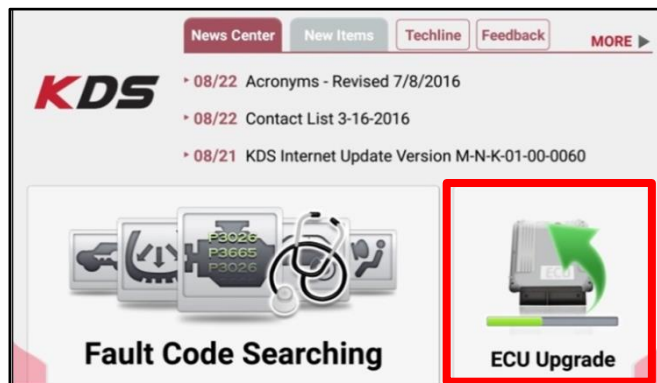 News Center New Items Techline Feedback MORE ▶
KDS
‣ 08/22 Acronyms - Revised 7/8/2016
‣ 08/22 Contact List 3-16-2016
‣ 08/21 KDS Internet Update Version M-N-K-01-00-0060
P3026
P3665
P3026
ECU
Fault Code Searching
ECU Upgrade